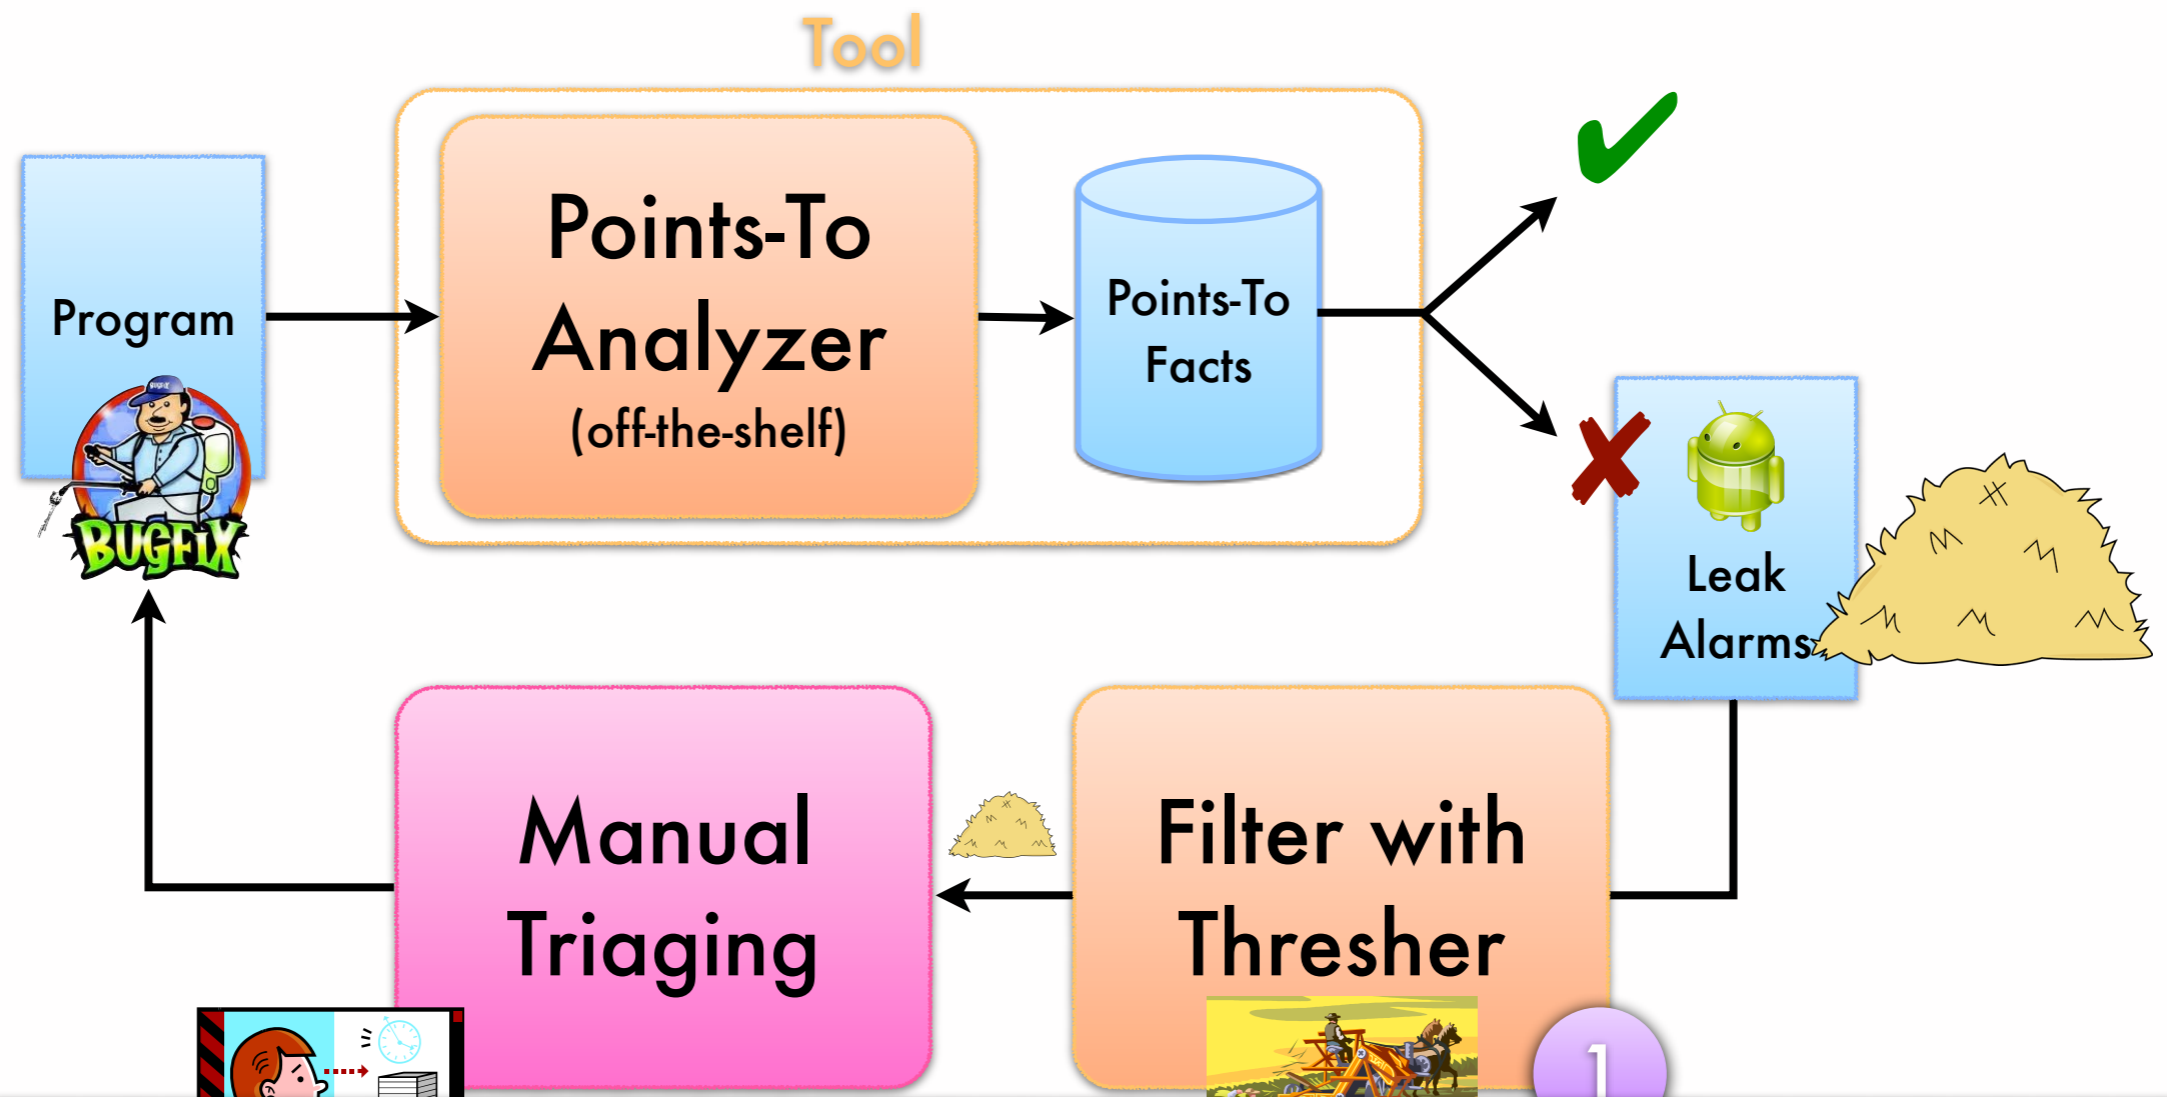 Tool
Program
BUGFIX
BUGFIX
Points-To
Analyzer
(off-the-shelf)
Points-To
Facts
Leak
Alarms
Manual
Triaging
Filter with
Thresher
1